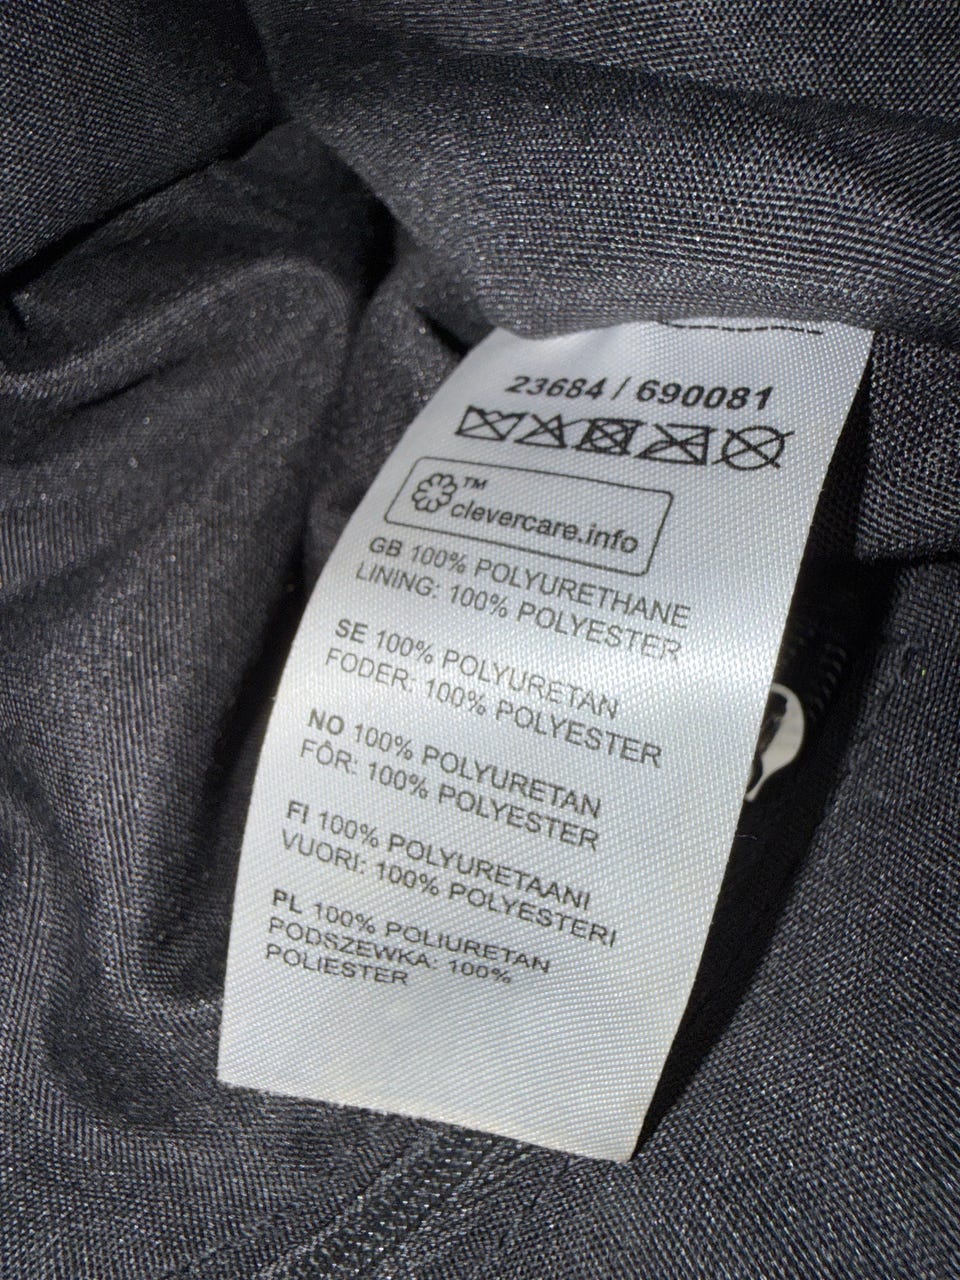 23684 / 690081
TM
clevercare.info
GB 100% POLYURETHANE
LINING: 100% POLYESTER
SE 100% POLYURETAN
FODER: 100% POLYESTER
NO 100% POLYURETAN
FÔR: 100% POLYESTER
FI 100% POLYURETAANI
VUORI: 100% POLYESTERI
PL 100% POLIURETAN
PODSZEWKA: 100%
POLIESTER